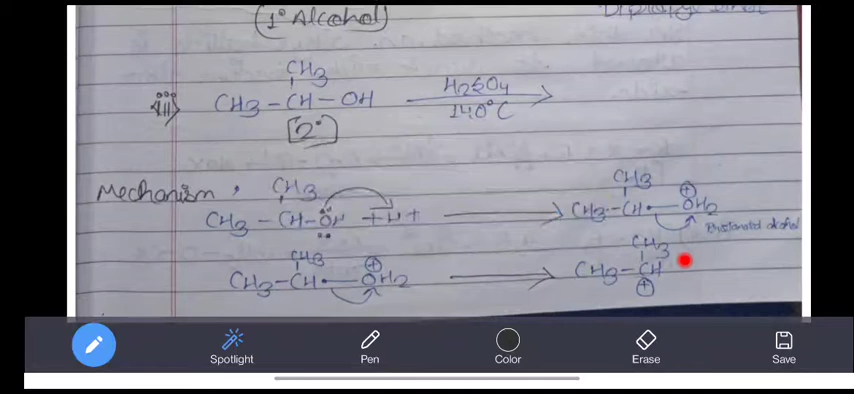 (1° Alcohol)
CH3
(III) CH3 – CH – OH H2SO4
140°C
[2°]
Mechanism,
CH3 CH3
CH3 – CH – ÖH + H+ ⟶ CH3 – CH – ⊕OH2
Protonated alcohol
CH3 CH3
CH3 – CH – ⊕OH2 ⟶ CH3 – CH
⊕
Spotlight Pen Color Erase Save